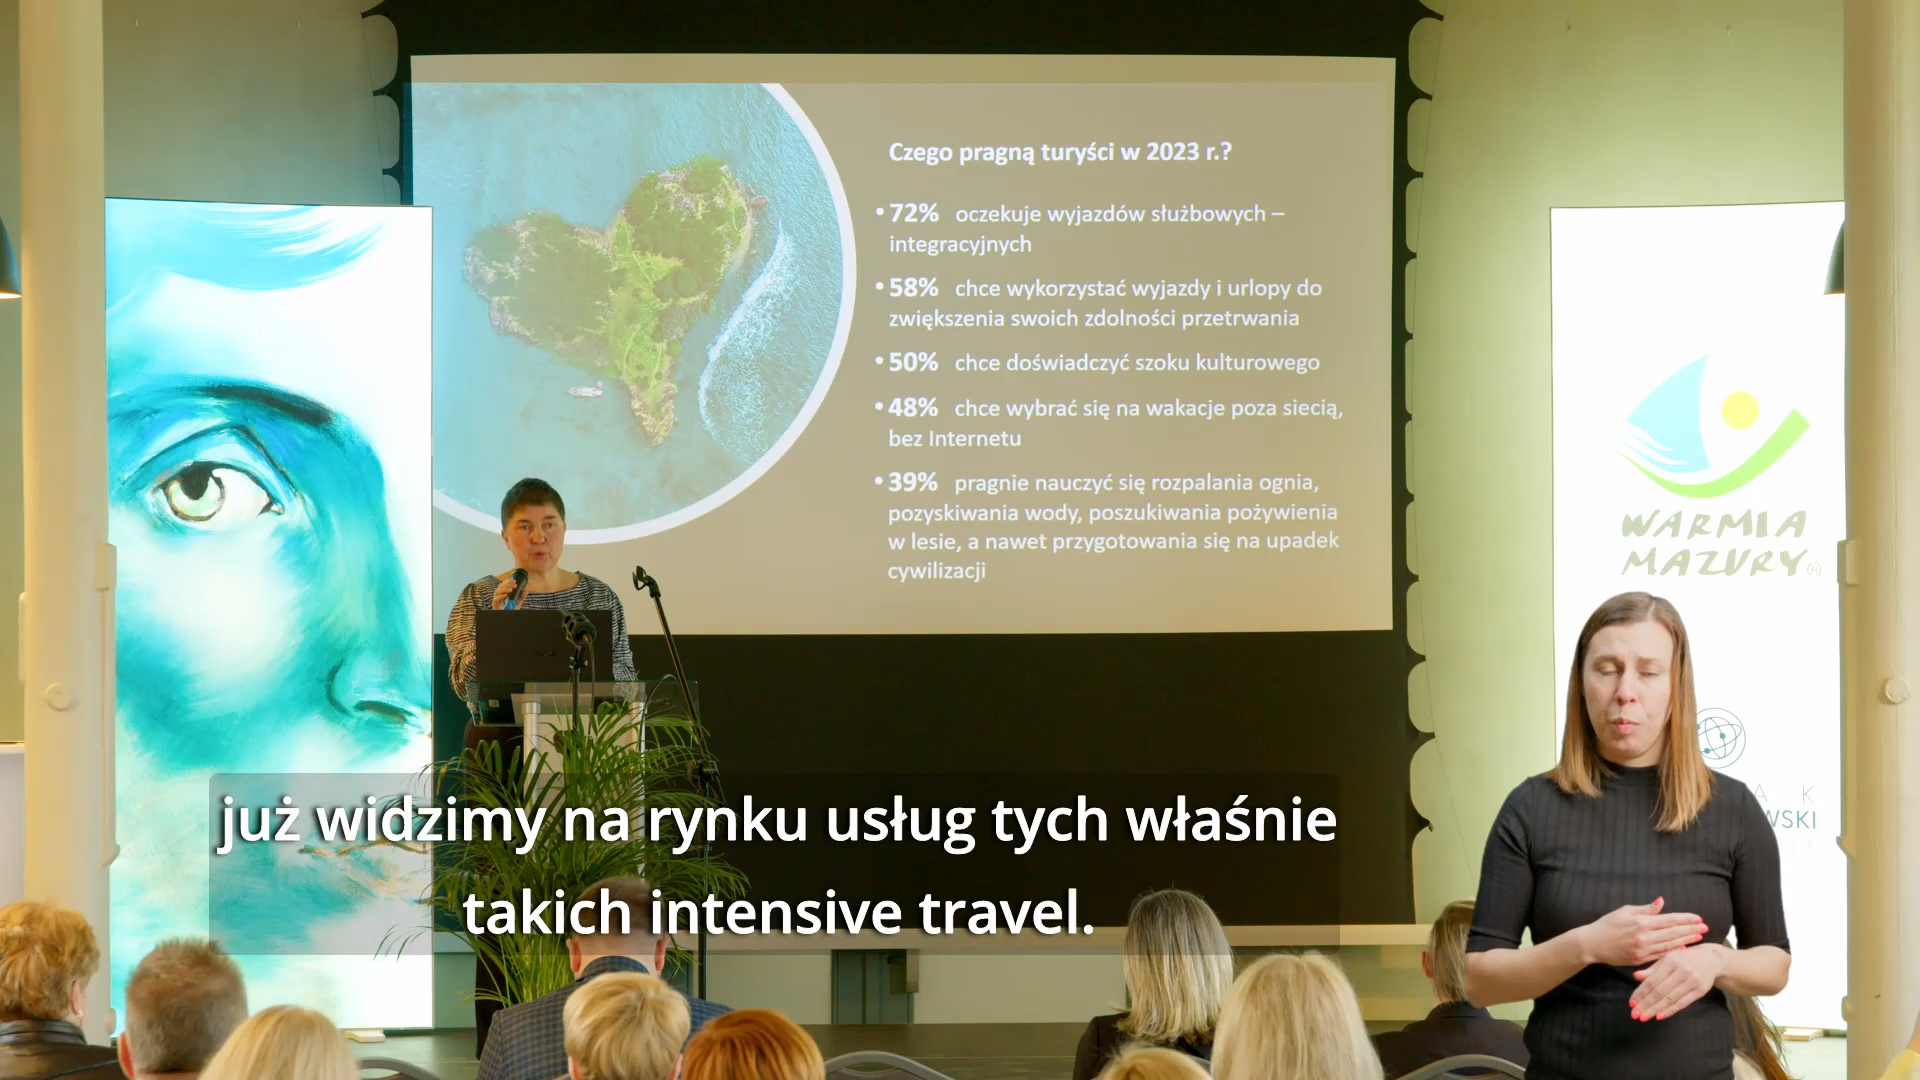 Czego pragną turyści w 2023 r.?
• 72% oczekuje wyjazdów służbowych –
integracyjnych
• 58% chce wykorzystać wyjazdy i urlopy do
zwiększenia swoich zdolności przetrwania
• 50% chce doświadczyć szoku kulturowego
• 48% chce wybrać się na wakacje poza siecią,
bez Internetu
• 39% pragnie nauczyć się rozpalania ognia,
pozyskiwania wody, poszukiwania pożywienia
w lesie, a nawet przygotowania się na upadek
cywilizacji
WARMIA
MAZURY®
już widzimy na rynku usług tych właśnie
takich intensive travel.